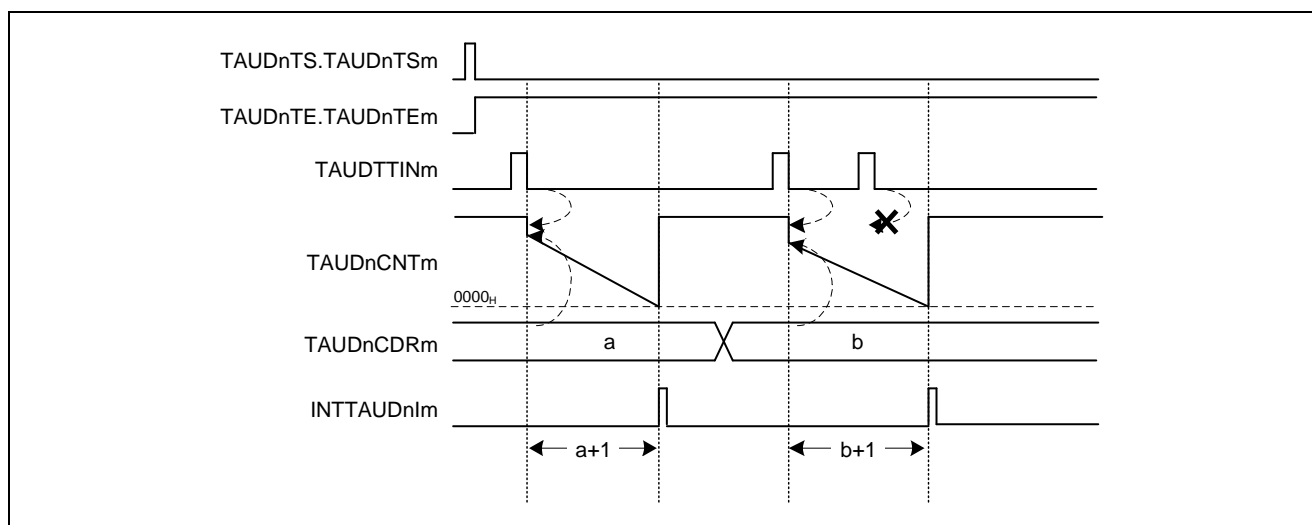 TAUDnTS.TAUDnTSm
TAUDnTE.TAUDnTEm
TAUDTTINm
TAUDnCNTm
0000H
TAUDnCDRm
a
b
INTTAUDnIm
a+1
b+1